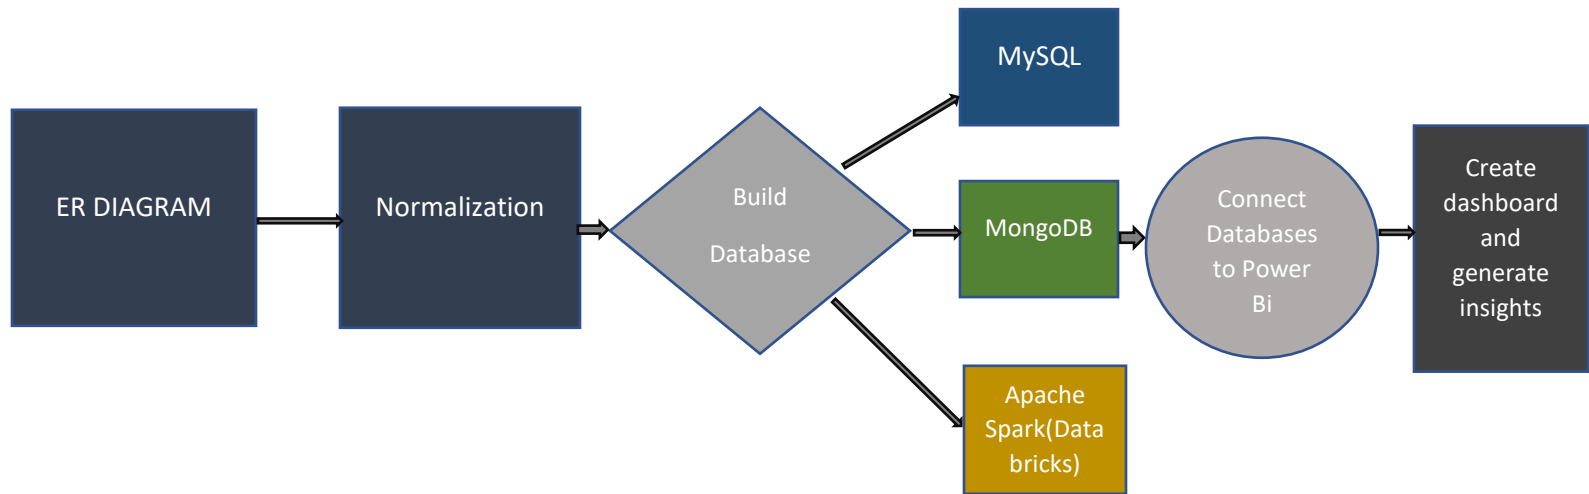 ER DIAGRAM
Normalization
Build
Database
MySQL
MongoDB
Apache
Spark(Data
bricks)
Connect
Databases
to Power
Bi
Create
dashboard
and
generate
insights